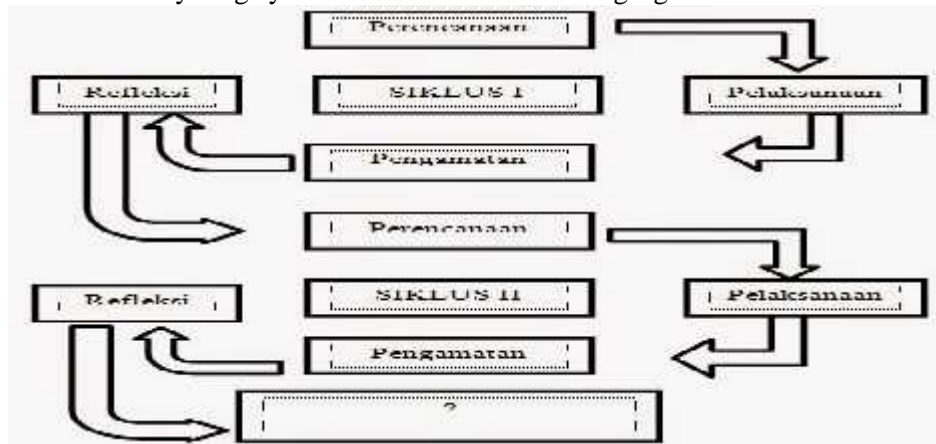 Perencanaan
Refleksi
SIKLUS I
Pelaksanaan
Pengamatan
Perencanaan
Refleksi
SIKLUS II
Pelaksanaan
Pengamatan
?